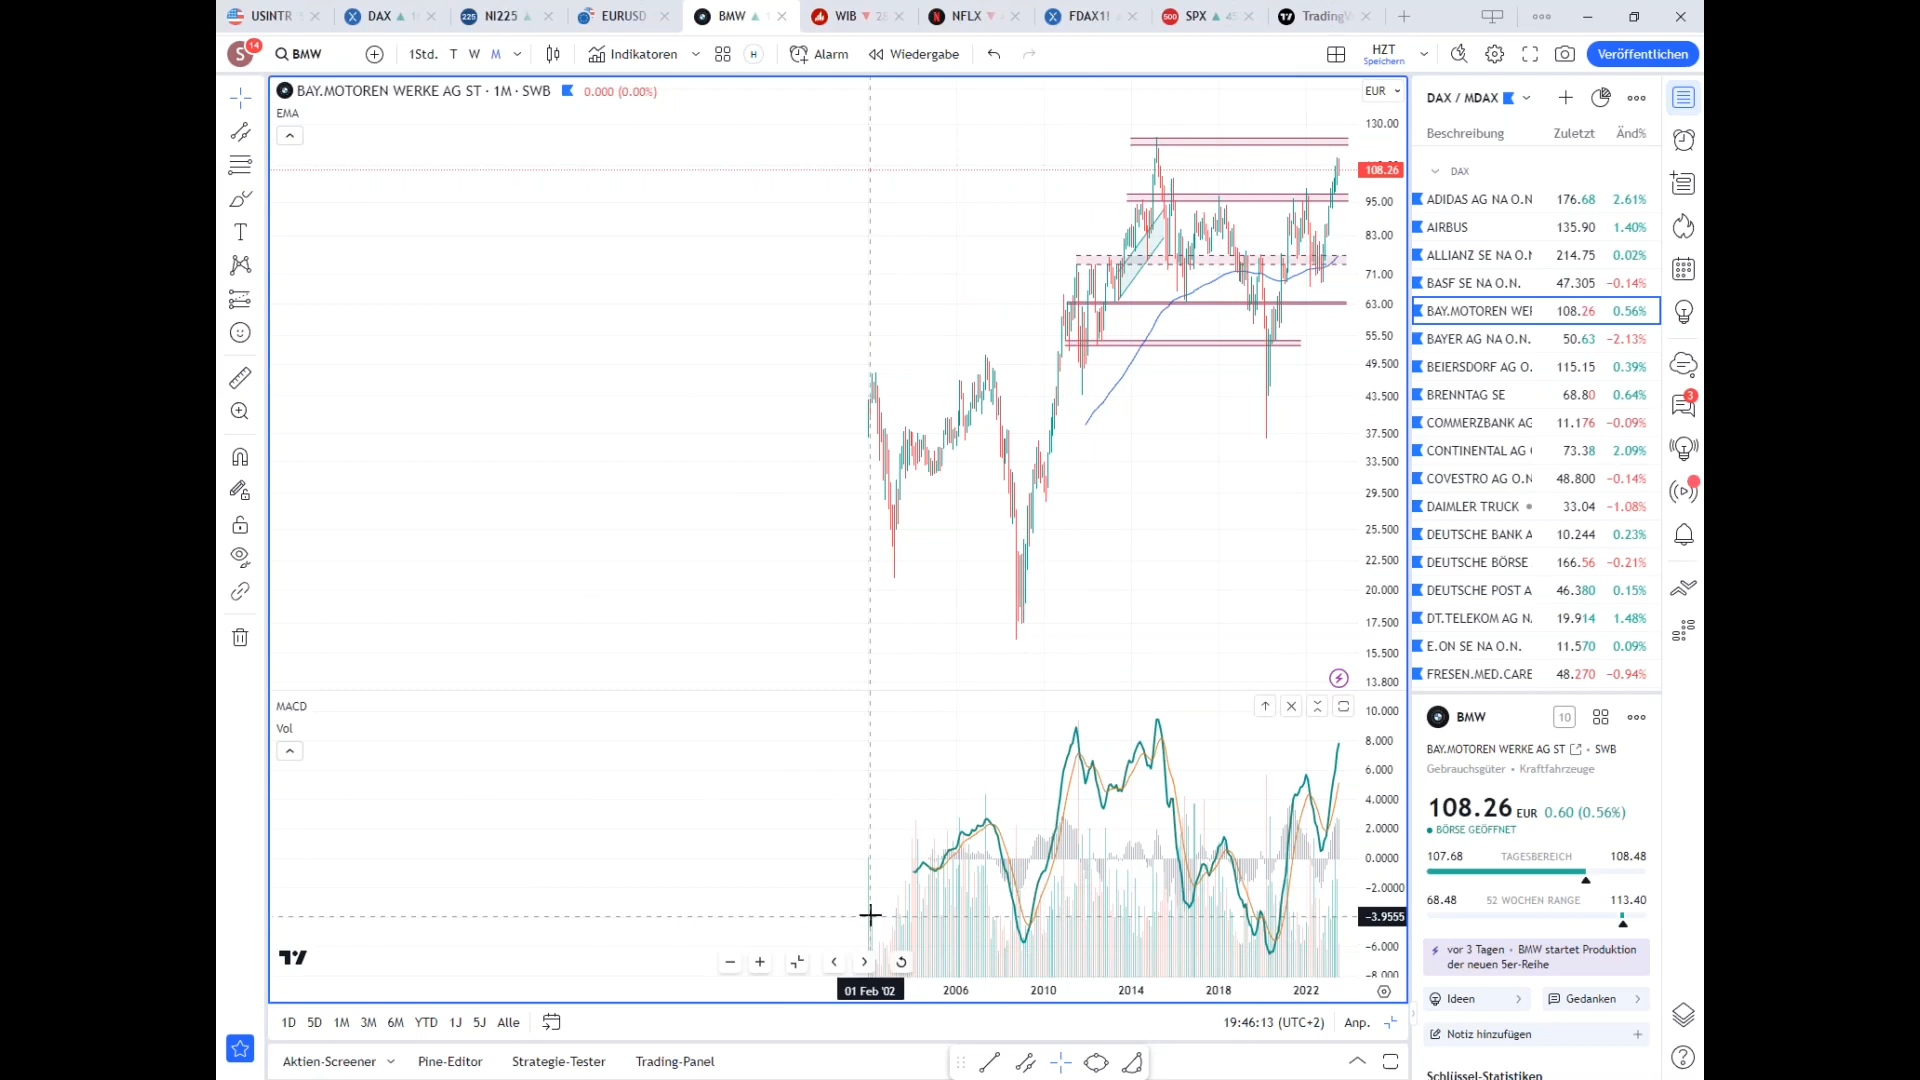 USINTR
DAX
NI225
EURUSD
BMW
WIB
NFLX
FDAX1!
SPX
TradingV
14
S
BMW
1Std. T W M
Indikatoren
H
Alarm
Wiedergabe
HZT
Speichern
Veröffentlichen
BAY.MOTOREN WERKE AG ST · 1M · SWB
0.000 (0.00%)
EMA
EUR
130.00
108.26
95.00
83.00
71.00
63.00
55.50
49.500
43.500
37.500
33.500
29.500
25.500
22.500
20.000
17.500
15.500
13.800
MACD
Vol
10.000
8.000
6.000
4.0000
2.0000
0.0000
−2.0000
−3.9555
−6.000
−8.000
01 Feb '02
2006
2010
2014
2018
2022
1D 5D 1M 3M 6M YTD 1J 5J Alle
19:46:13 (UTC+2)
Anp.
Aktien-Screener
Pine-Editor
Strategie-Tester
Trading-Panel
DAX / MDAX
Beschreibung Zuletzt Änd%
DAX
ADIDAS AG NA O.N 176.68 2.61%
AIRBUS 135.90 1.40%
ALLIANZ SE NA O.N 214.75 0.02%
BASF SE NA O.N. 47.305 −0.14%
BAY.MOTOREN WEI 108.26 0.56%
BAYER AG NA O.N. 50.63 −2.13%
BEIERSDORF AG O. 115.15 0.39%
BRENNTAG SE 68.80 0.64%
COMMERZBANK AG 11.176 −0.09%
CONTINENTAL AG 73.38 2.09%
COVESTRO AG O.N 48.800 −0.14%
DAIMLER TRUCK 33.04 −1.08%
DEUTSCHE BANK A 10.244 0.23%
DEUTSCHE BÖRSE 166.56 −0.21%
DEUTSCHE POST A 46.380 0.15%
DT.TELEKOM AG N. 19.914 1.48%
E.ON SE NA O.N. 11.570 0.09%
FRESEN.MED.CARE 48.270 −0.94%
BMW
10
BAY.MOTOREN WERKE AG ST • SWB
Gebrauchsgüter • Kraftfahrzeuge
108.26 EUR 0.60 (0.56%)
BÖRSE GEÖFFNET
107.68 TAGESBEREICH 108.48
68.48 52 WOCHEN RANGE 113.40
vor 3 Tagen • BMW startet Produktion
der neuen 5er-Reihe
Ideen
Gedanken
Notiz hinzufügen
Schlüssel-Statistiken
3